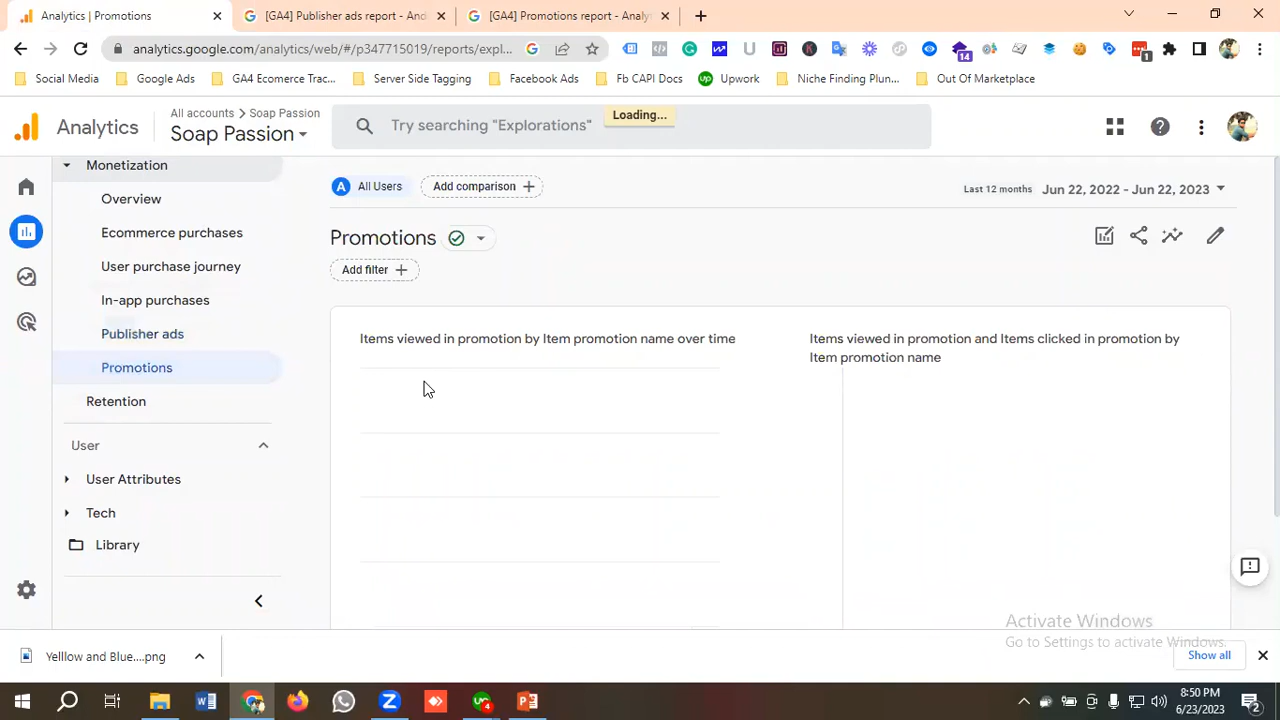 Analytics | Promotions
[GA4] Publisher ads report - And
[GA4] Promotions report - Analy
analytics.google.com/analytics/web/#/p347715019/reports/expl...
14
1
Social Media
Google Ads
GA4 Ecomerce Trac...
Server Side Tagging
Facebook Ads
Fb CAPI Docs
Upwork
Niche Finding Plun...
Out Of Marketplace
Analytics
All accounts > Soap Passion
Soap Passion
Try searching "Explorations"
Loading...
Monetization
Overview
Ecommerce purchases
User purchase journey
In-app purchases
Publisher ads
Promotions
Retention
User
User Attributes
Tech
Library
A All Users
Add comparison +
Last 12 months Jun 22, 2022 - Jun 22, 2023
Promotions
Add filter +
Items viewed in promotion by Item promotion name over time
Items viewed in promotion and Items clicked in promotion by
Item promotion name
Activate Windows
Go to Settings to activate Windows.
Yelllow and Blue....png
Show all
4
8:50 PM
6/23/2023
2